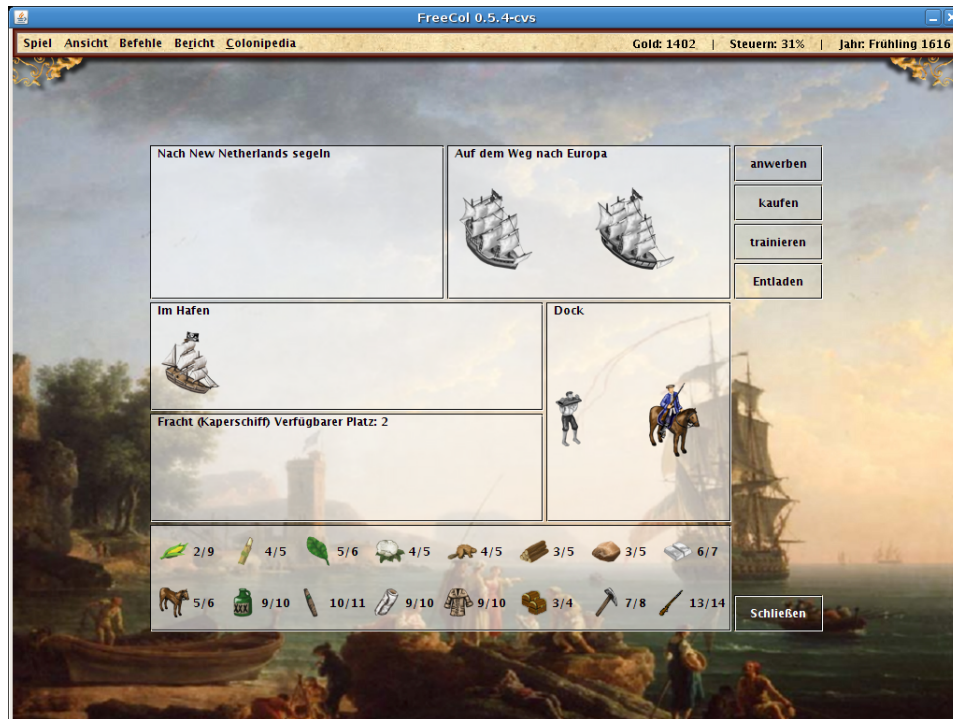 FreeCol 0.5.4-cvs
Spiel Ansicht Befehle Bericht Colonipedia Gold: 1402 | Steuern: 31% | Jahr: Frühling 1616
Nach New Netherlands segeln
Auf dem Weg nach Europa
anwerben
kaufen
trainieren
Entladen
Im Hafen
Dock
Fracht (Kaperschiff) Verfügbarer Platz: 2
2/9 4/5 5/6 4/5 4/5 3/5 3/5 6/7
5/6 9/10 10/11 9/10 9/10 3/4 7/8 13/14
Schließen